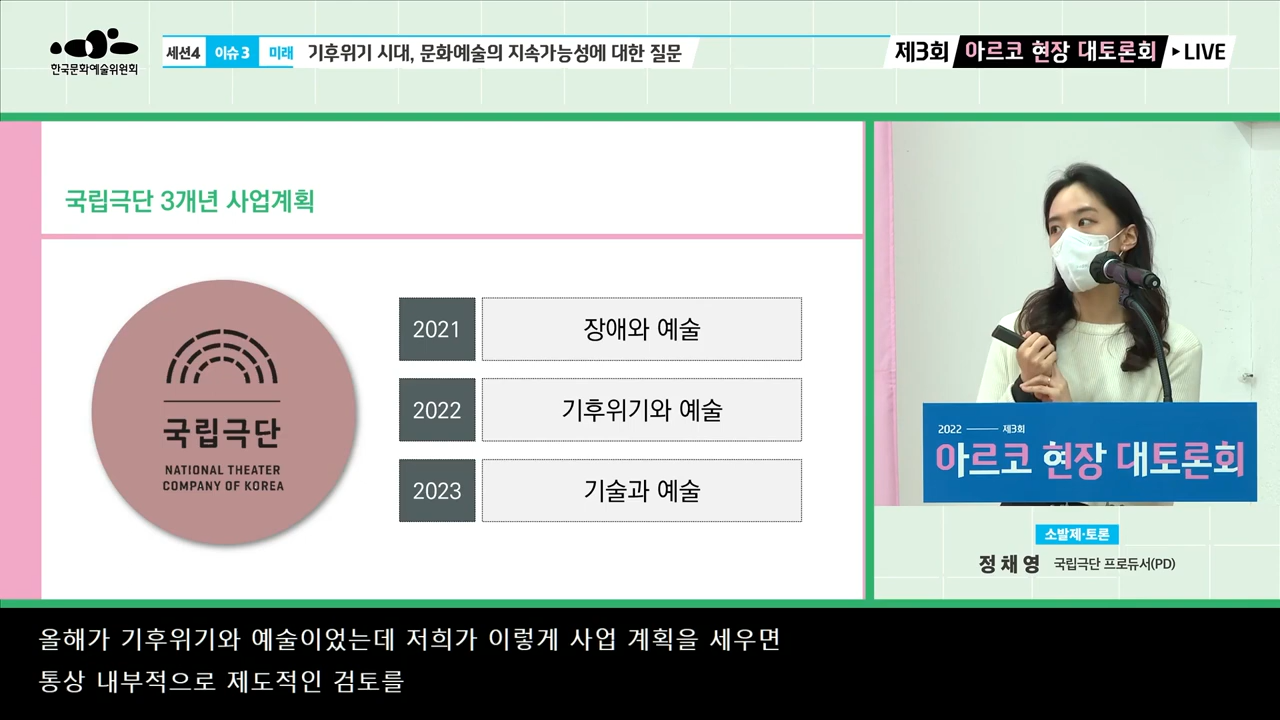 한국문화예술위원회
세션4 이슈 3 미래 기후위기 시대, 문화예술의 지속가능성에 대한 질문
제3회 아르코 현장 대토론회 LIVE
국립극단 3개년 사업계획
국립극단
NATIONAL THEATER
COMPANY OF KOREA
2021 장애와 예술
2022 기후위기와 예술
2023 기술과 예술
2022 제3회
아르코 현장 대토론회
소발제·토론
정채영 국립극단 프로듀서(PD)
올해가 기후위기와 예술이었는데 저희가 이렇게 사업 계획을 세우면
통상 내부적으로 제도적인 검토를